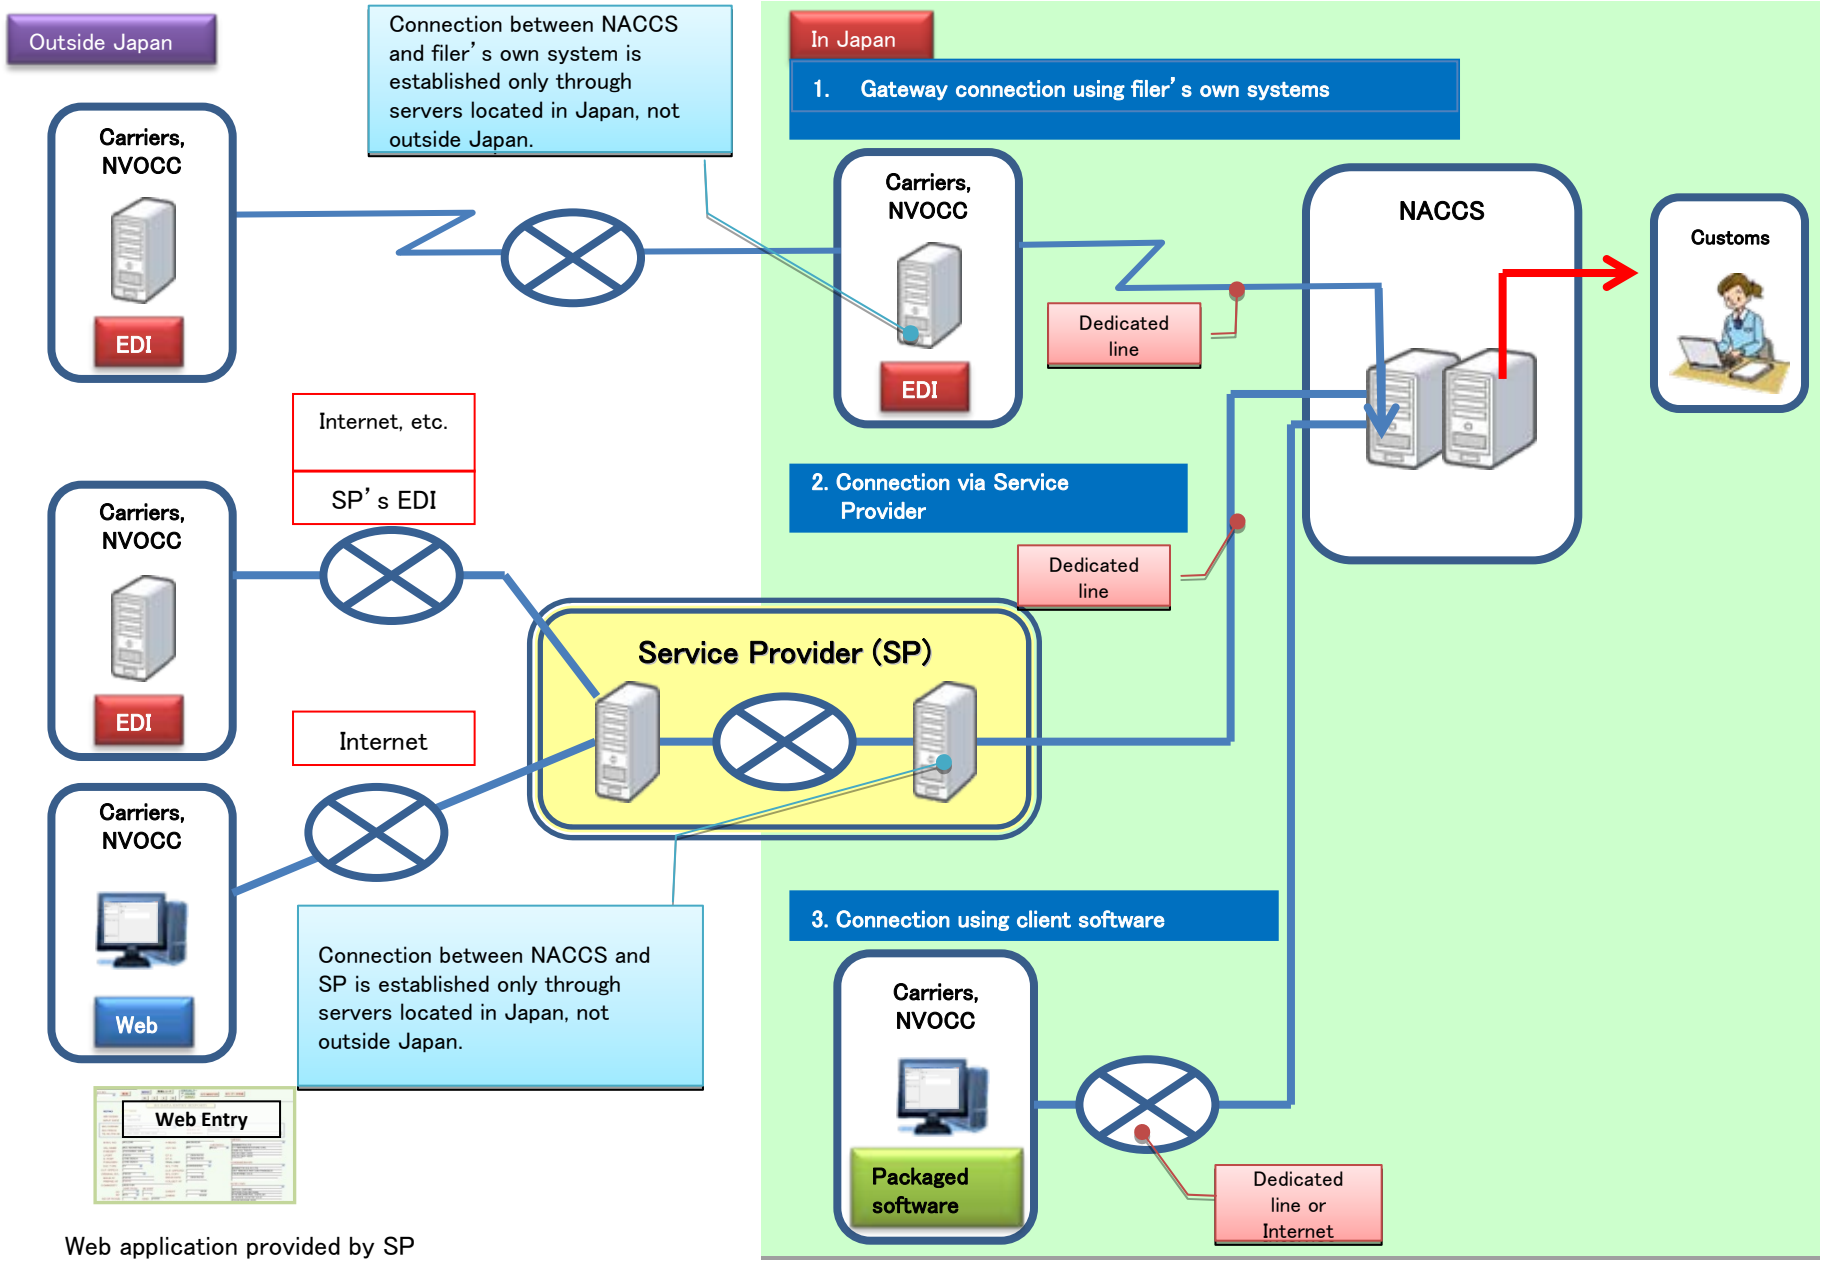 Outside Japan
Connection between NACCS
and filer’s own system is
established only through
servers located in Japan, not
outside Japan.
In Japan
1. Gateway connection using filer’s own systems
Carriers,
NVOCC
EDI
Carriers,
NVOCC
EDI
Dedicated
line
NACCS
Customs
Internet, etc.
SP’s EDI
2. Connection via Service
Provider
Carriers,
NVOCC
EDI
Dedicated
line
Service Provider (SP)
Internet
Carriers,
NVOCC
Web
Connection between NACCS and
SP is established only through
servers located in Japan, not
outside Japan.
3. Connection using client software
Carriers,
NVOCC
Packaged
software
Dedicated
line or
Internet
Web Entry
Web application provided by SP